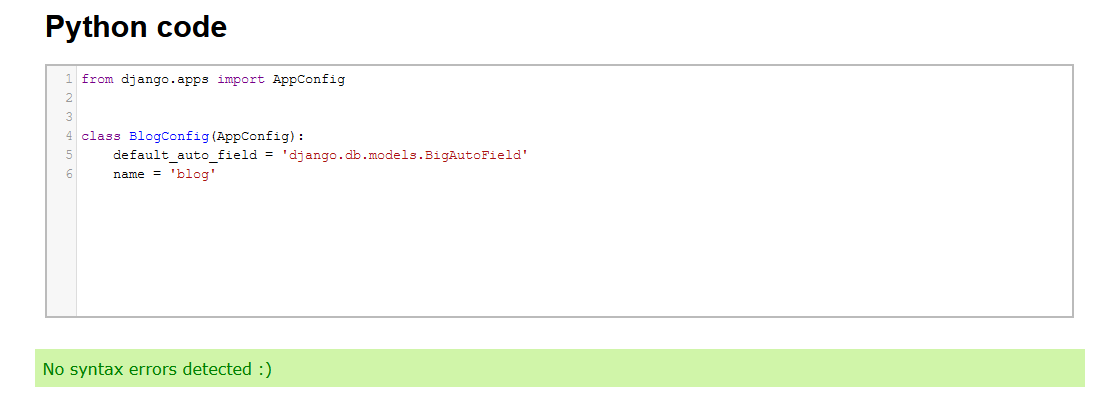 Python code
1 from django.apps import AppConfig
2
3
4 class BlogConfig(AppConfig):
5     default_auto_field = 'django.db.models.BigAutoField'
6     name = 'blog'
No syntax errors detected :)